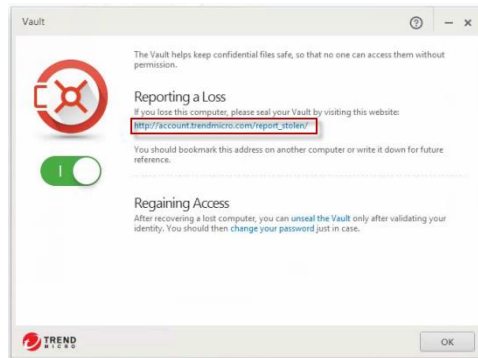 Vault
The Vault helps keep confidential files safe, so that no one can access them without
permission.
Reporting a Loss
If you lose this computer, please seal your Vault by visiting this website:
http://account.trendmicro.com/report_stolen/
You should bookmark this address on another computer or write it down for future
reference.
Regaining Access
After recovering a lost computer, you can unseal the Vault only after validating your
identity. You should then change your password just in case.
TREND
MICRO
OK